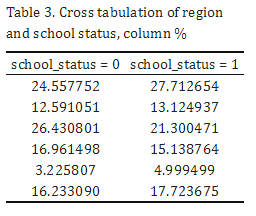 Table 3. Cross tabulation of region
and school status, column %
school_status = 0 school_status = 1
24.557752 27.712654
12.591051 13.124937
26.430801 21.300471
16.961498 15.138764
3.225807 4.999499
16.233090 17.723675